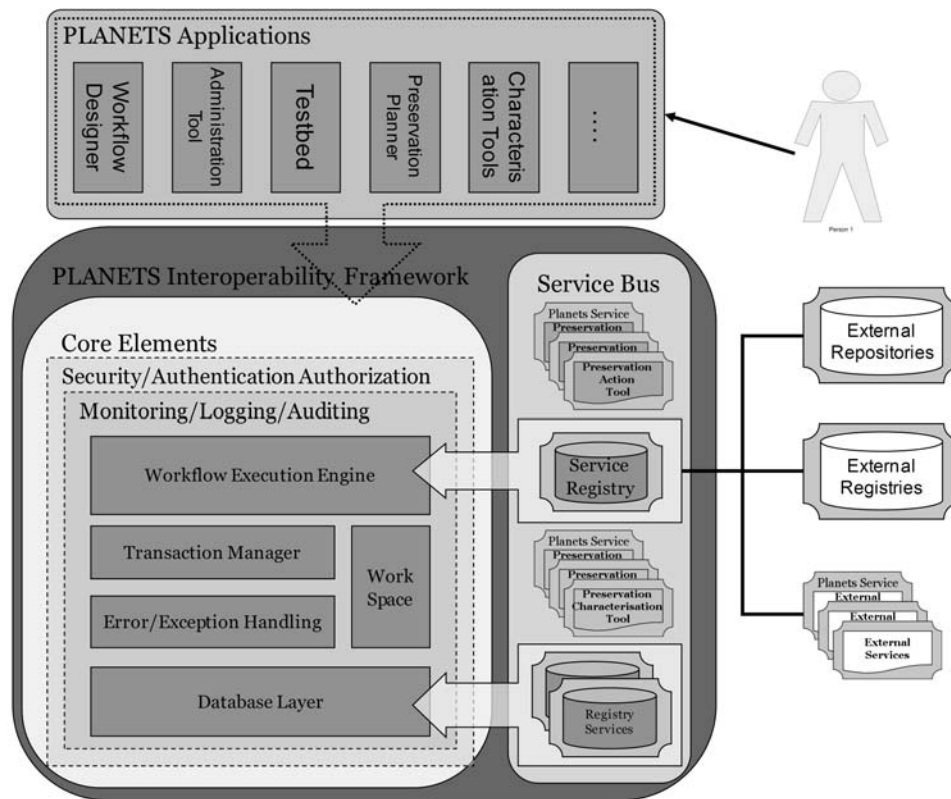 PLANETS Applications
Workflow
Designer
Administration
Tool
Testbed
Preservation
Planner
Characteris
ation Tools
....
Person 1
PLANETS Interoperability Framework
Core Elements
Security/Authentication Authorization
Monitoring/Logging/Auditing
Workflow Execution Engine
Transaction Manager
Error/Exception Handling
Work
Space
Database Layer
Service Bus
Planets Service
Preservation
Preservation
Preservation
Action
Tool
Service
Registry
Planets Service
Preservation
Preservation
Preservation
Characterisation
Tool
Registry
Services
External
Repositories
External
Registries
Planets Service
External
External
External
Services